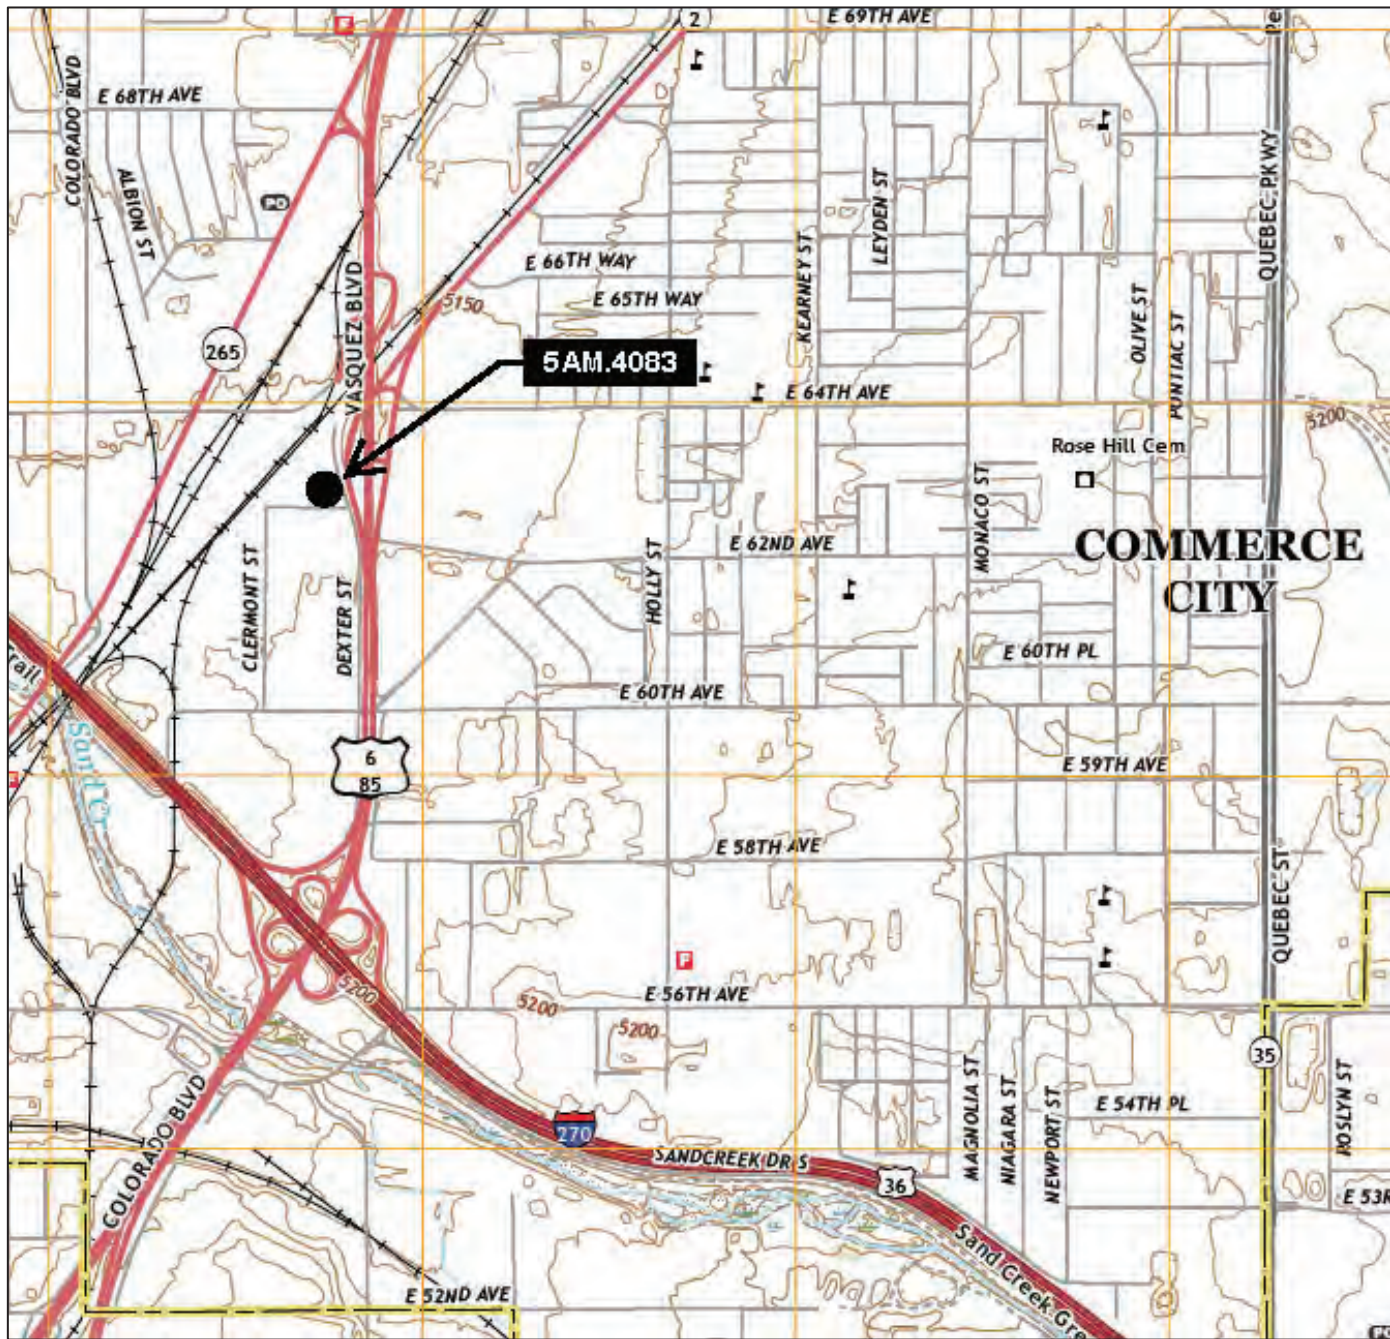 2
E 69TH AVE
COLORADO BLVD
E 68TH AVE
ALBION ST
PO
265
VASQUEZ BLVD
5150
E 66TH WAY
E 65TH WAY
KEARNEY ST
LEYDEN ST
OLIVE ST
PONTIAC ST
QUEBEC PKWY
5AM.4083
E 64TH AVE
5200
Rose Hill Cem
MONACO ST
COMMERCE
CITY
E 62ND AVE
HOLLY ST
CLERMONT ST
DEXTER ST
E 60TH PL
E 60TH AVE
Trail
Sand Cr
6
85
E 59TH AVE
E 58TH AVE
QUEBEC ST
F
E 56TH AVE
5200
5200
5200
35
COLORADO BLVD
270
SANDCREEK DR S
36
MAGNOLIA ST
NIAGARA ST
NEWPORT ST
E 54TH PL
ROSLYN ST
E 53R
Sand Creek Gre
E 52ND AVE